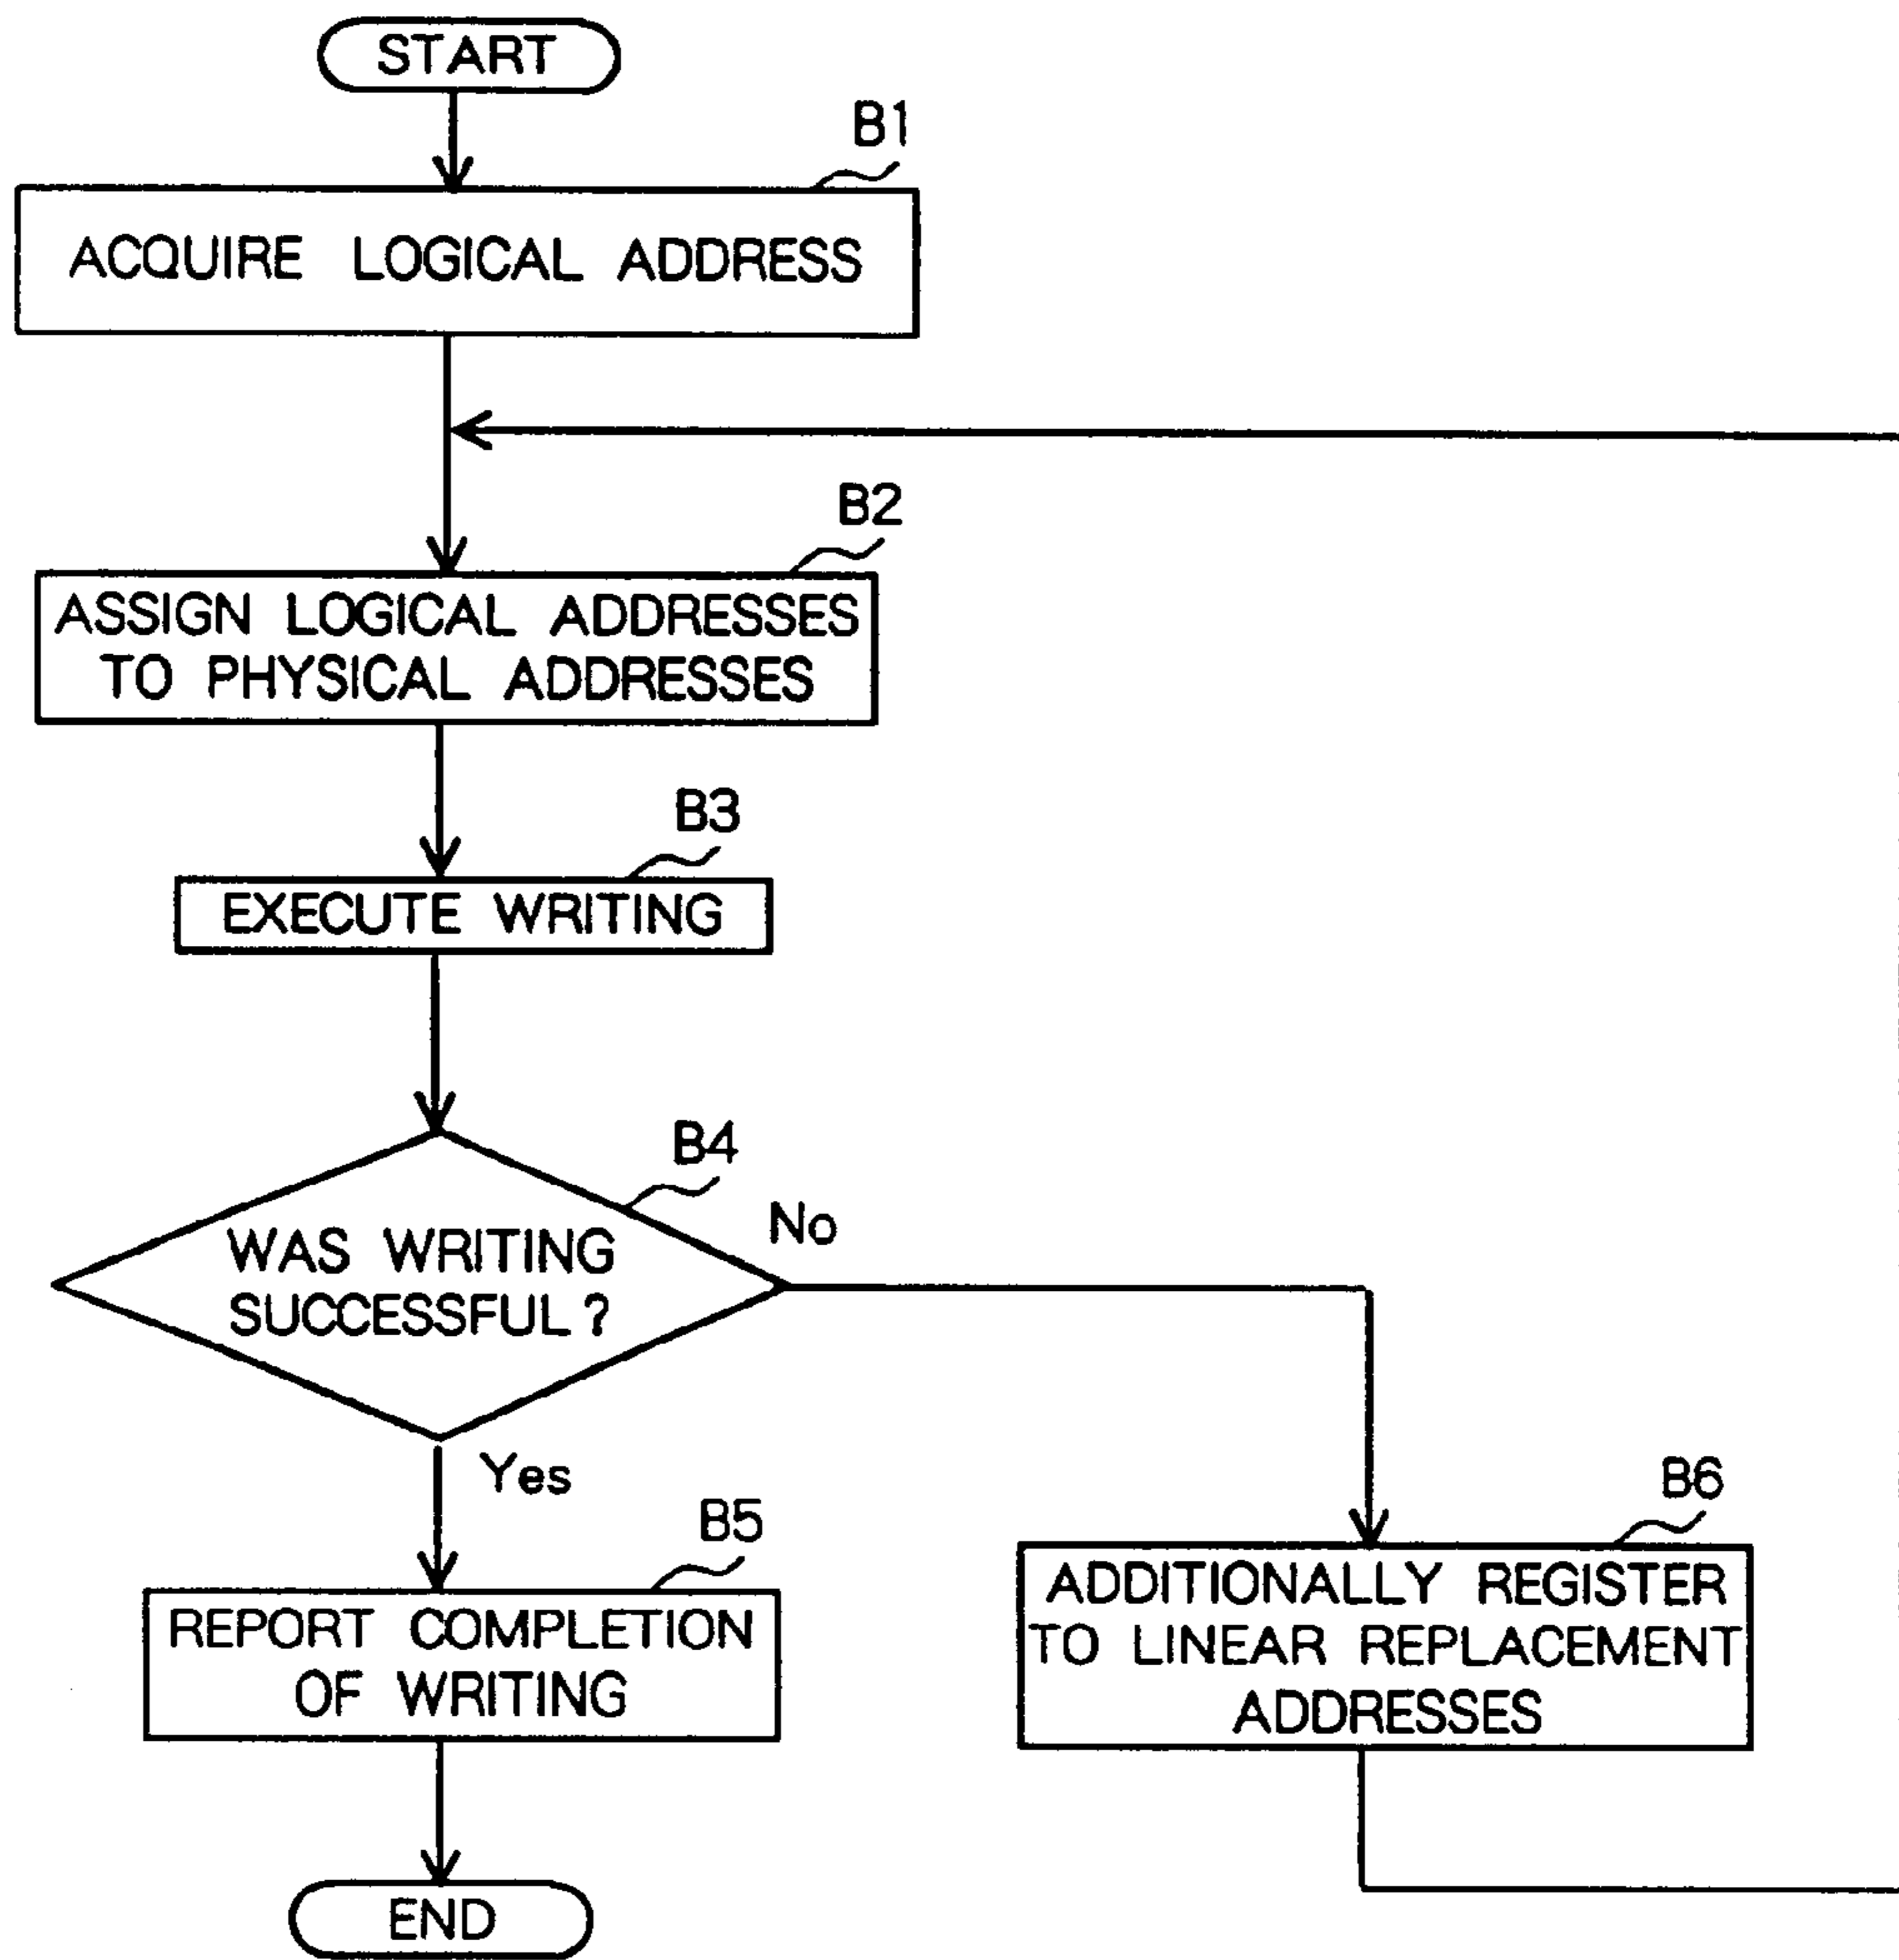 START
B1
ACQUIRE LOGICAL ADDRESS
B2
ASSIGN LOGICAL ADDRESSES
TO PHYSICAL ADDRESSES
B3
EXECUTE WRITING
B4
No
WAS WRITING
SUCCESSFUL?
Yes
B5
REPORT COMPLETION
OF WRITING
B6
ADDITIONALLY REGISTER
TO LINEAR REPLACEMENT
ADDRESSES
END